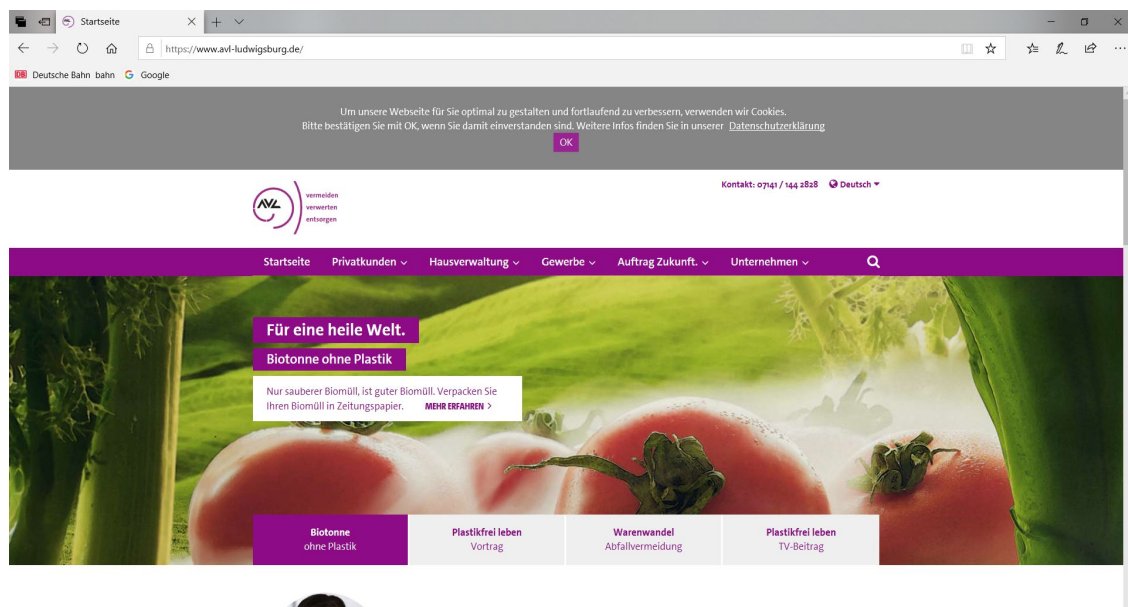 Startseite
https://www.avl-ludwigsburg.de/
Deutsche Bahn bahn
Google
Um unsere Webseite für Sie optimal zu gestalten und fortlaufend zu verbessern, verwenden wir Cookies.
Bitte bestätigen Sie mit OK, wenn Sie damit einverstanden sind. Weitere Infos finden Sie in unserer Datenschutzerklärung
OK
Kontakt: 07141 / 144 2828 Deutsch
AVL
vermeiden
verwerten
entsorgen
Startseite Privatkunden Hausverwaltung Gewerbe Auftrag Zukunft. Unternehmen
Für eine heile Welt.
Biotonne ohne Plastik
Nur sauberer Biomüll, ist guter Biomüll. Verpacken Sie
Ihren Biomüll in Zeitungspapier. MEHR ERFAHREN >
Biotonne
ohne Plastik
Plastikfrei leben
Vortrag
Warenwandel
Abfallvermeidung
Plastikfrei leben
TV-Beitrag